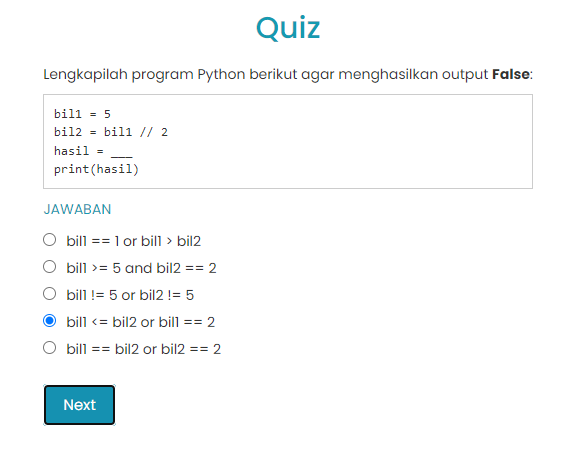 Quiz
Lengkapilah program Python berikut agar menghasilkan output False:
bil1 = 5
bil2 = bil1 // 2
hasil = ___
print(hasil)
JAWABAN
bil1 == 1 or bil1 > bil2
bil1 >= 5 and bil2 == 2
bil1 != 5 or bil2 != 5
bil1 <= bil2 or bil1 == 2
bil1 == bil2 or bil2 == 2
Next